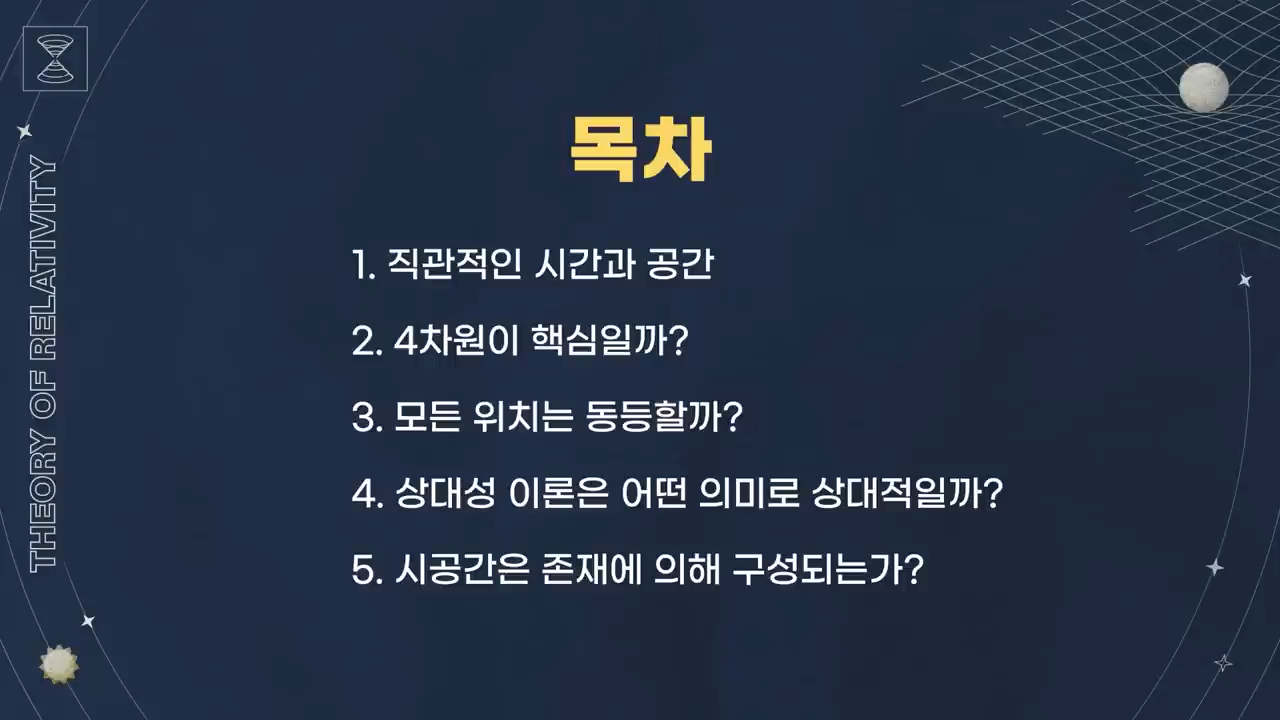 목차
1. 직관적인 시간과 공간
2. 4차원이 핵심일까?
3. 모든 위치는 동등할까?
4. 상대성 이론은 어떤 의미로 상대적일까?
5. 시공간은 존재에 의해 구성되는가?
THEORY OF RELATIVITY